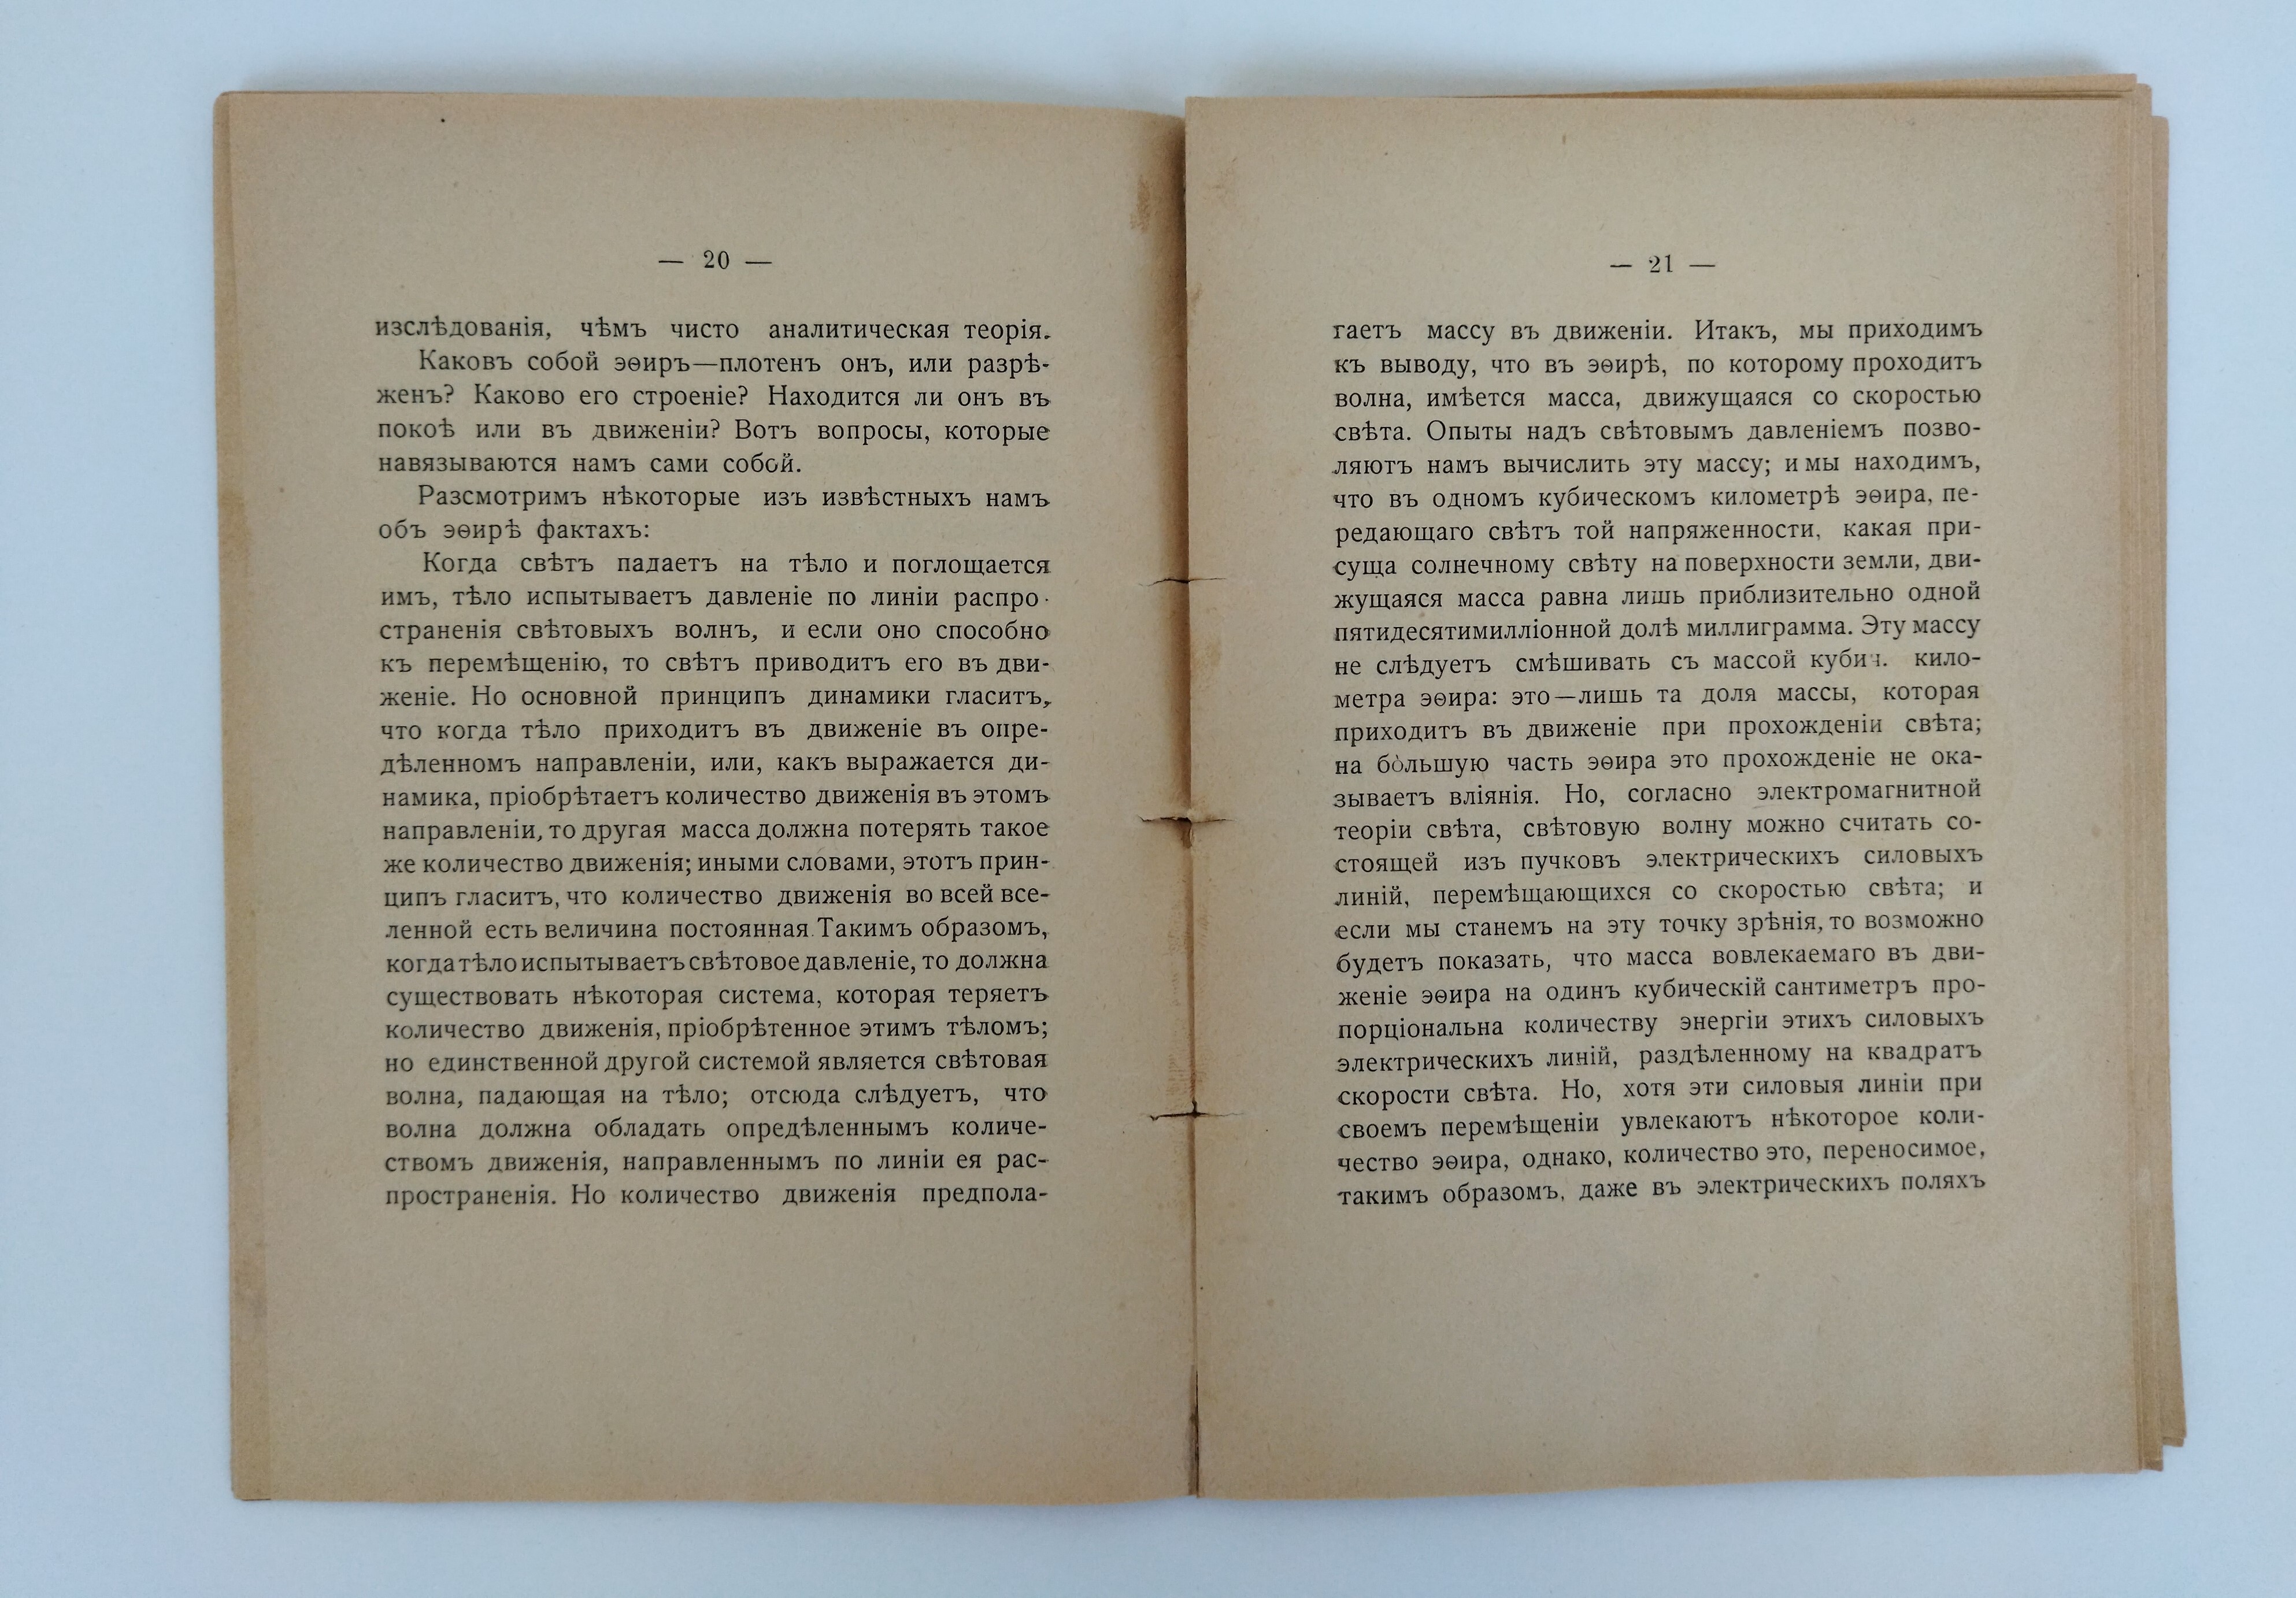 — 20 —
изслѣдованія, чѣмъ чисто аналитическая теорія.
Каковъ собой эѳиръ—плотенъ онъ, или разрѣ-
женъ? Каково его строеніе? Находится ли онъ въ
покоѣ или въ движеніи? Вотъ вопросы, которые
навязываются намъ сами собой.
Разсмотримъ нѣкоторые изъ извѣстныхъ намъ
объ эѳирѣ фактахъ:
Когда свѣтъ падаетъ на тѣло и поглощается
имъ, тѣло испытываетъ давленіе по линіи распро-
страненія свѣтовыхъ волнъ, и если оно способно
къ перемѣщенію, то свѣтъ приводитъ его въ дви-
женіе. Но основной принципъ динамики гласитъ,
что когда тѣло приходитъ въ движеніе въ опре-
дѣленномъ направленіи, или, какъ выражается ди-
намика, пріобрѣтаетъ количество движенія въ этомъ
направленіи, то другая масса должна потерять такое
же количество движенія; иными словами, этотъ прин-
ципъ гласитъ, что количество движенія во всей все-
ленной есть величина постоянная. Такимъ образомъ,
когда тѣло испытываетъ свѣтовое давленіе, то должна
существовать нѣкоторая система, которая теряетъ
количество движенія, пріобрѣтенное этимъ тѣломъ;
но единственной другой системой является свѣтовая
волна, падающая на тѣло; отсюда слѣдуетъ, что
волна должна обладать опредѣленнымъ количе-
ствомъ движенія, направленнымъ по линіи ея рас-
пространенія. Но количество движенія предпола-
— 21 —
гаетъ массу въ движеніи. Итакъ, мы приходимъ
къ выводу, что въ эѳирѣ, по которому проходитъ
волна, имѣется масса, движущаяся со скоростью
свѣта. Опыты надъ свѣтовымъ давленіемъ позво-
ляютъ намъ вычислить эту массу; и мы находимъ,
что въ одномъ кубическомъ километрѣ эѳира, пе-
редающаго свѣтъ той напряженности, какая при-
суща солнечному свѣту на поверхности земли, дви-
жущаяся масса равна лишь приблизительно одной
пятидесятимилліонной долѣ миллиграмма. Эту массу
не слѣдуетъ смѣшивать съ массой кубич. кило-
метра эѳира: это—лишь та доля массы, которая
приходитъ въ движеніе при прохожденіи свѣта;
на бо̀льшую часть эѳира это прохожденіе не ока-
зываетъ вліянія. Но, согласно электромагнитной
теоріи свѣта, свѣтовую волну можно считать со-
стоящей изъ пучковъ электрическихъ силовыхъ
линій, перемѣщающихся со скоростью свѣта; и
если мы станемъ на эту точку зрѣнія, то возможно
будетъ показать, что масса вовлекаемаго въ дви-
женіе эѳира на одинъ кубическій сантиметръ про-
порціональна количеству энергіи этихъ силовыхъ
электрическихъ линій, раздѣленному на квадратъ
скорости свѣта. Но, хотя эти силовыя линіи при
своемъ перемѣщеніи увлекаютъ нѣкоторое коли-
чество эѳира, однако, количество это, переносимое,
такимъ образомъ, даже въ электрическихъ поляхъ